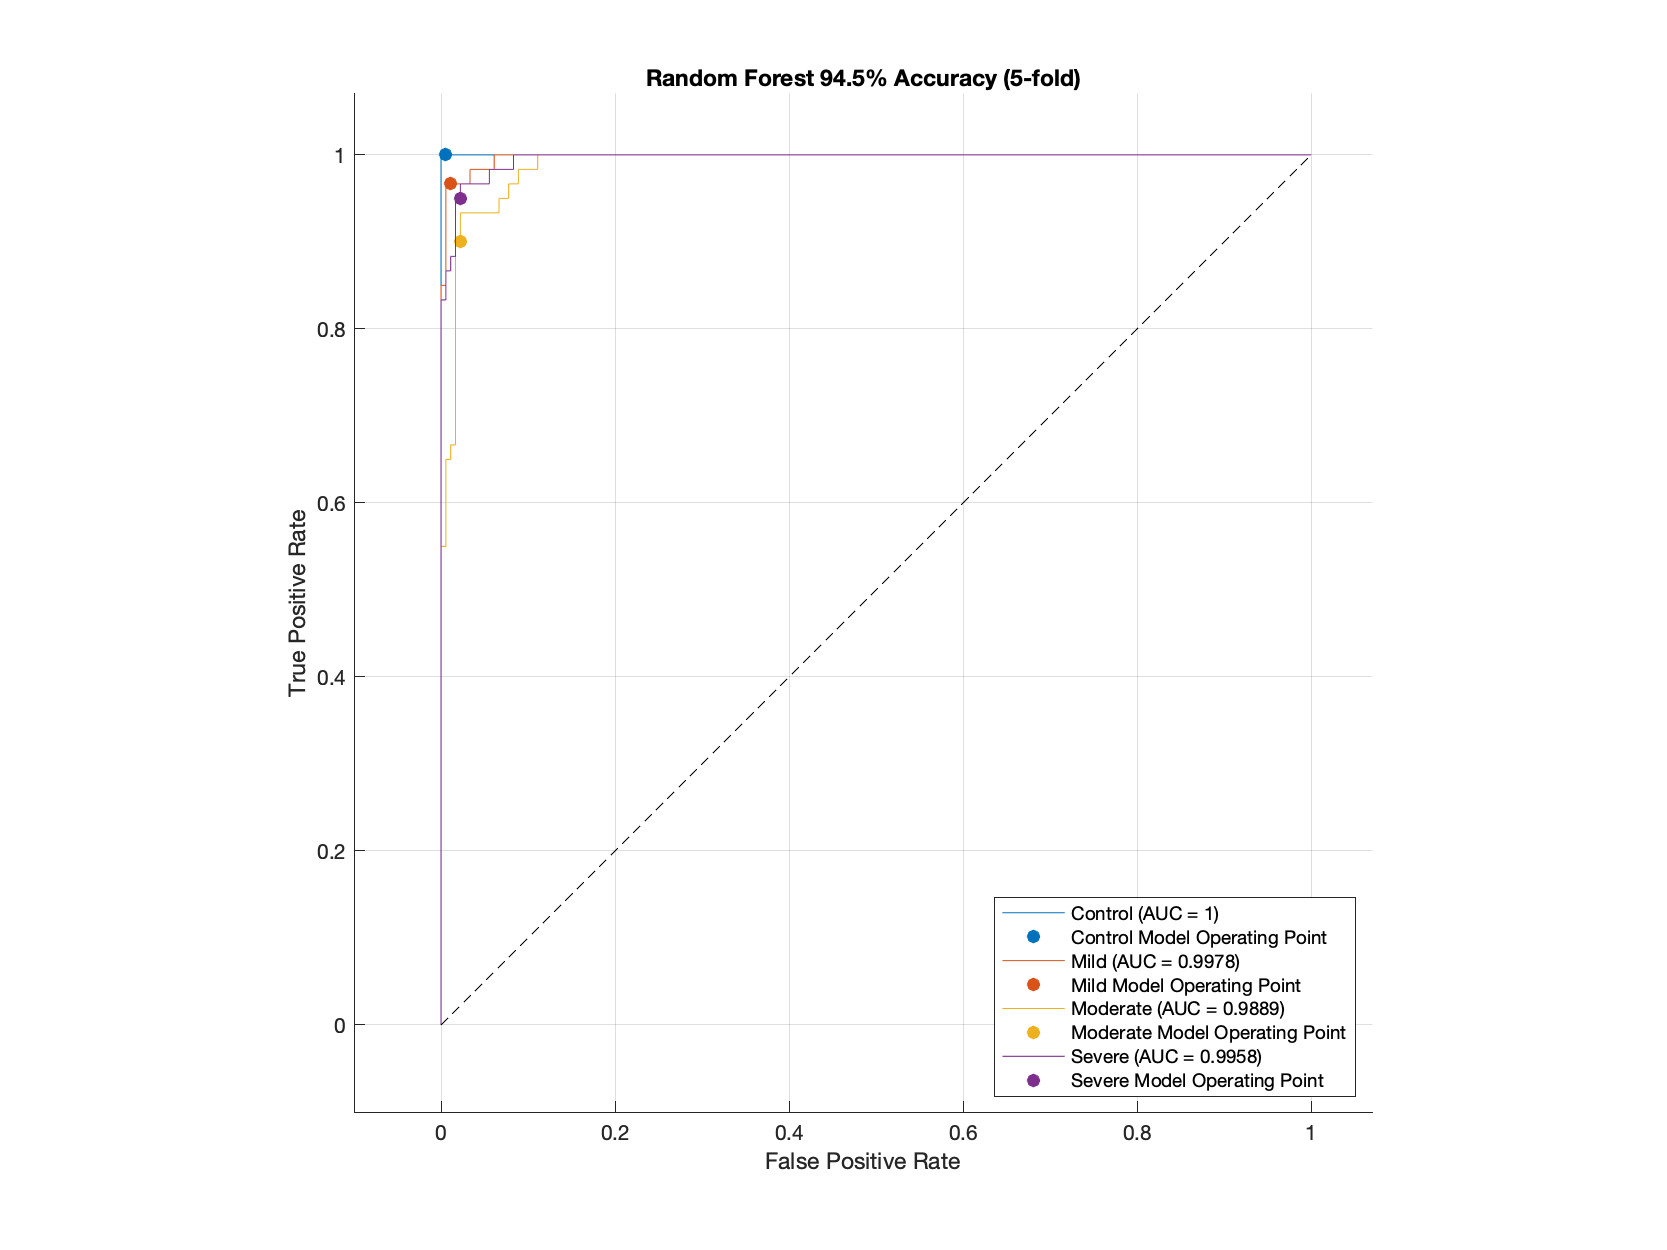 Random Forest 94.5% Accuracy (5-fold)
1
0.8
0.6
0.4
0.2
0
True Positive Rate
0
0.2
0.4
0.6
0.8
1
False Positive Rate
Control (AUC = 1)
Control Model Operating Point
Mild (AUC = 0.9978)
Mild Model Operating Point
Moderate (AUC = 0.9889)
Moderate Model Operating Point
Severe (AUC = 0.9958)
Severe Model Operating Point